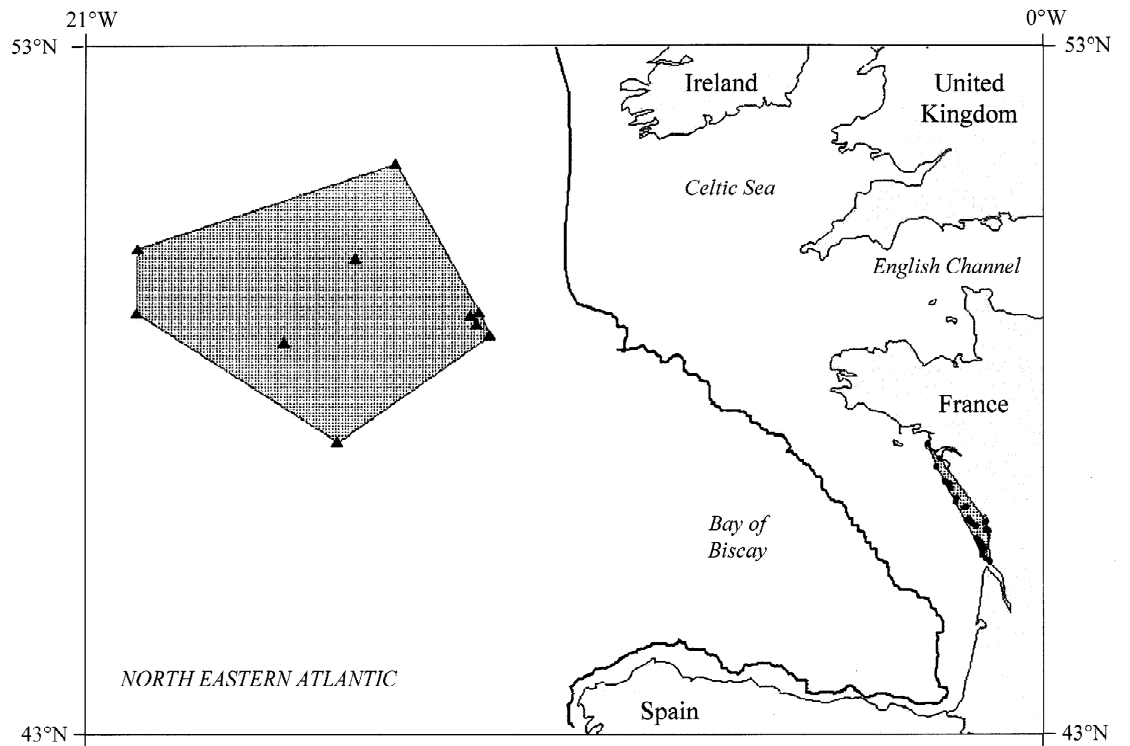 21°W
0°W
53°N
53°N
Ireland
United
Kingdom
Celtic Sea
English Channel
France
Bay of
Biscay
NORTH EASTERN ATLANTIC
Spain
43°N
43°N